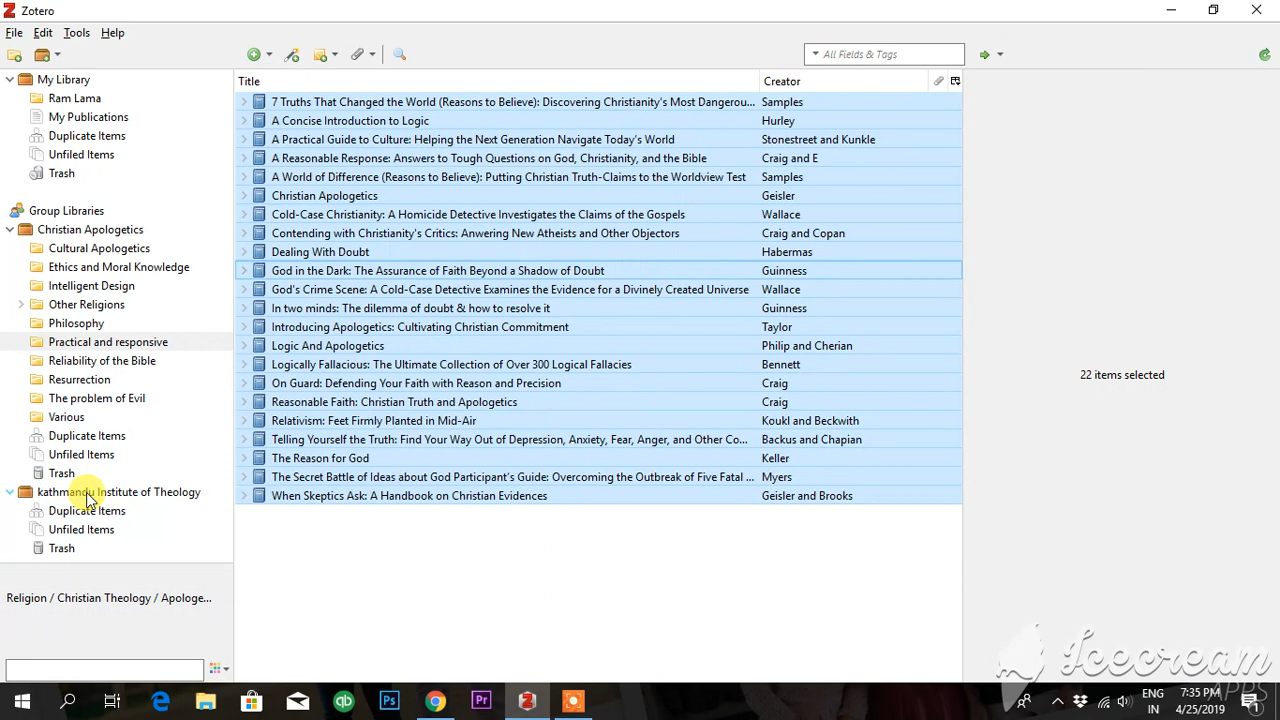 Zotero
File Edit Tools Help
All Fields & Tags
My Library
Ram Lama
My Publications
Duplicate Items
Unfiled Items
Trash
Group Libraries
Christian Apologetics
Cultural Apologetics
Ethics and Moral Knowledge
Intelligent Design
Other Religions
Philosophy
Practical and responsive
Reliability of the Bible
Resurrection
The problem of Evil
Various
Duplicate Items
Unfiled Items
Trash
kathmandu Institute of Theology
Duplicate Items
Unfiled Items
Trash
Religion / Christian Theology / Apologe...
Title Creator
7 Truths That Changed the World (Reasons to Believe): Discovering Christianity's Most Dangerou... Samples
A Concise Introduction to Logic Hurley
A Practical Guide to Culture: Helping the Next Generation Navigate Today's World Stonestreet and Kunkle
A Reasonable Response: Answers to Tough Questions on God, Christianity, and the Bible Craig and E
A World of Difference (Reasons to Believe): Putting Christian Truth-Claims to the Worldview Test Samples
Christian Apologetics Geisler
Cold-Case Christianity: A Homicide Detective Investigates the Claims of the Gospels Wallace
Contending with Christianity's Critics: Anwering New Atheists and Other Objectors Craig and Copan
Dealing With Doubt Habermas
God in the Dark: The Assurance of Faith Beyond a Shadow of Doubt Guinness
God's Crime Scene: A Cold-Case Detective Examines the Evidence for a Divinely Created Universe Wallace
In two minds: The dilemma of doubt & how to resolve it Guinness
Introducing Apologetics: Cultivating Christian Commitment Taylor
Logic And Apologetics Philip and Cherian
Logically Fallacious: The Ultimate Collection of Over 300 Logical Fallacies Bennett
On Guard: Defending Your Faith with Reason and Precision Craig
Reasonable Faith: Christian Truth and Apologetics Craig
Relativism: Feet Firmly Planted in Mid-Air Koukl and Beckwith
Telling Yourself the Truth: Find Your Way Out of Depression, Anxiety, Fear, Anger, and Other Co... Backus and Chapian
The Reason for God Keller
The Secret Battle of Ideas about God Participant's Guide: Overcoming the Outbreak of Five Fatal ... Myers
When Skeptics Ask: A Handbook on Christian Evidences Geisler and Brooks
22 items selected
Icecream
APPS
ENG
IN
7:35 PM
4/25/2019